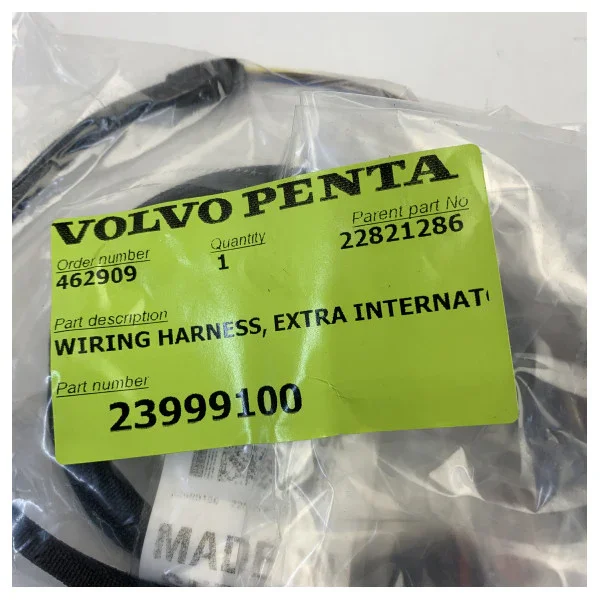 VOLVO PENTA
Order number Quantity Parent part No
462909 1 22821286
Part description
WIRING HARNESS, EXTRA INTERNAT
Part number
23999100
MADE